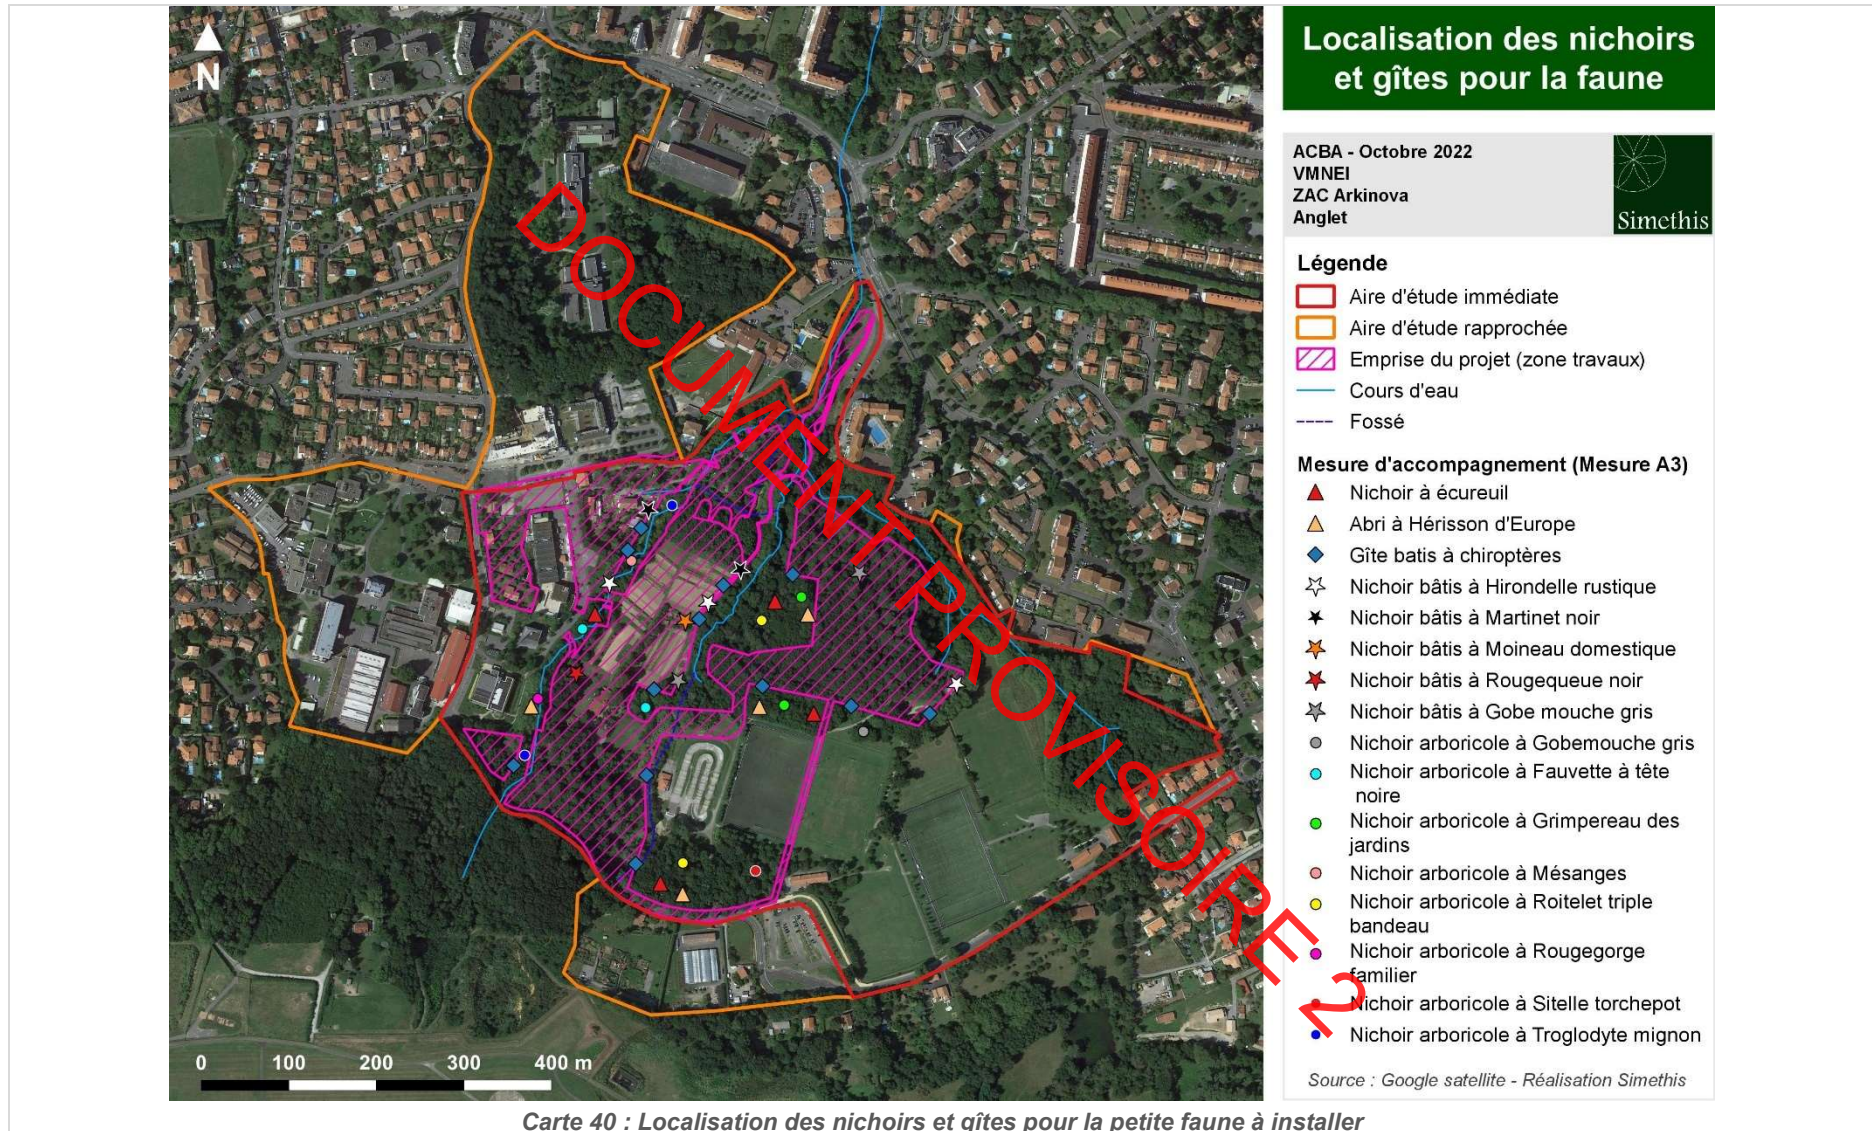 N
DOCUMENT PROVISOIRE 2
0 100 200 300 400 m
Localisation des nichoirs
et gîtes pour la faune
ACBA - Octobre 2022
VMNEI
ZAC Arkinova
Anglet
Simethis
Légende
Aire d'étude immédiate
Aire d'étude rapprochée
Emprise du projet (zone travaux)
Cours d'eau
Fossé
Mesure d'accompagnement (Mesure A3)
Nichoir à écureuil
Abri à Hérisson d'Europe
Gîte batis à chiroptères
Nichoir bâtis à Hirondelle rustique
Nichoir bâtis à Martinet noir
Nichoir bâtis à Moineau domestique
Nichoir bâtis à Rougequeue noir
Nichoir bâtis à Gobe mouche gris
Nichoir arboricole à Gobemouche gris
Nichoir arboricole à Fauvette à tête
noire
Nichoir arboricole à Grimpereau des
jardins
Nichoir arboricole à Mésanges
Nichoir arboricole à Roitelet triple
bandeau
Nichoir arboricole à Rougegorge
familier
Nichoir arboricole à Sitelle torchepot
Nichoir arboricole à Troglodyte mignon
Source : Google satellite - Réalisation Simethis
Carte 40 : Localisation des nichoirs et gîtes pour la petite faune à installer